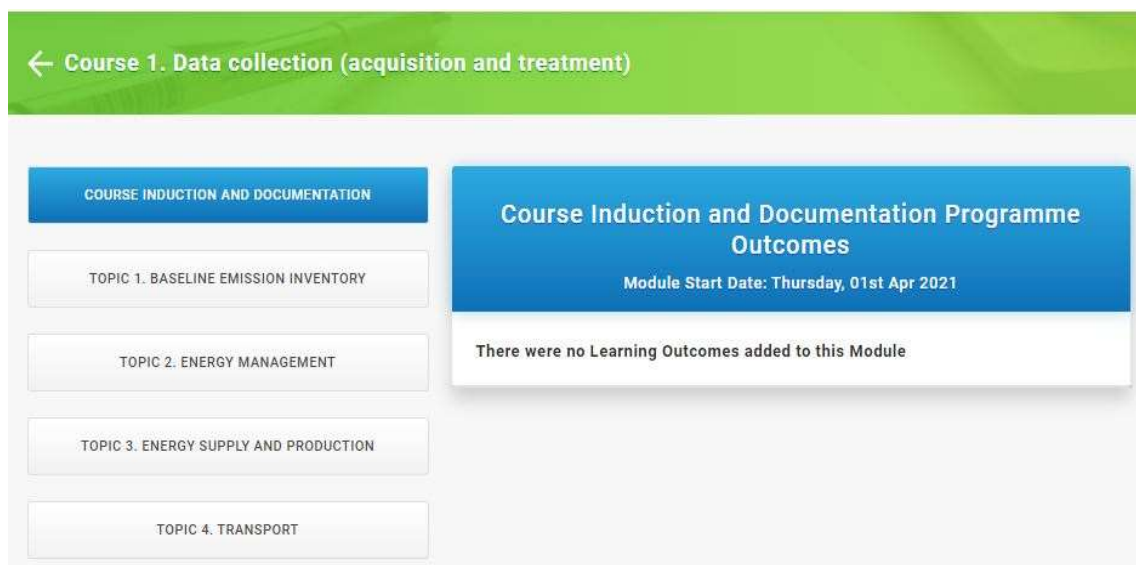 Course 1. Data collection (acquisition and treatment)
COURSE INDUCTION AND DOCUMENTATION
TOPIC 1. BASELINE EMISSION INVENTORY
TOPIC 2. ENERGY MANAGEMENT
TOPIC 3. ENERGY SUPPLY AND PRODUCTION
TOPIC 4. TRANSPORT
Course Induction and Documentation Programme
Outcomes
Module Start Date: Thursday, 01st Apr 2021
There were no Learning Outcomes added to this Module